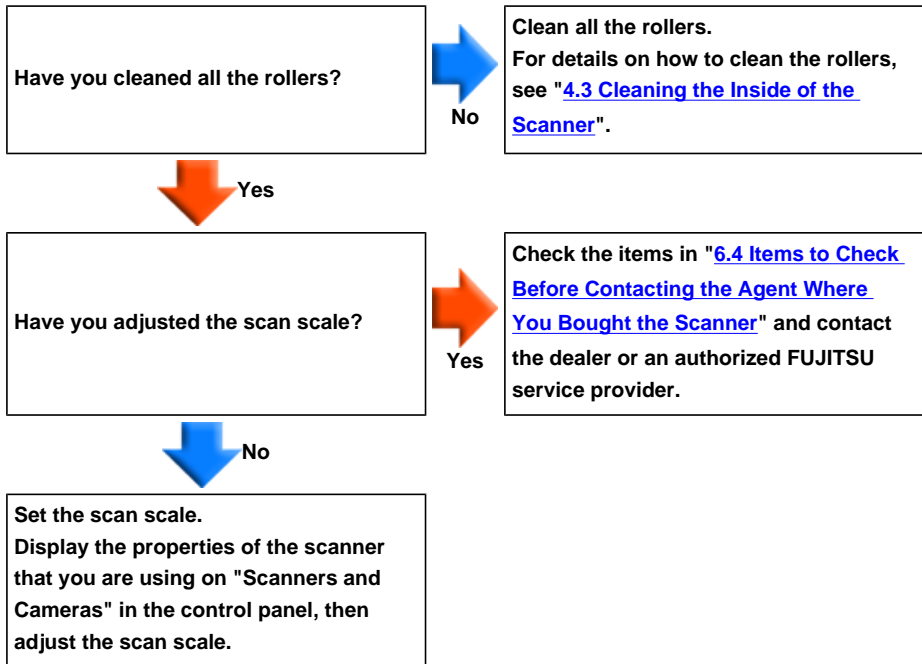 Have you cleaned all the rollers?
No
Clean all the rollers.
For details on how to clean the rollers,
see "4.3 Cleaning the Inside of the
Scanner".
Yes
Have you adjusted the scan scale?
Yes
Check the items in "6.4 Items to Check
Before Contacting the Agent Where
You Bought the Scanner" and contact
the dealer or an authorized FUJITSU
service provider.
No
Set the scan scale.
Display the properties of the scanner
that you are using on "Scanners and
Cameras" in the control panel, then
adjust the scan scale.